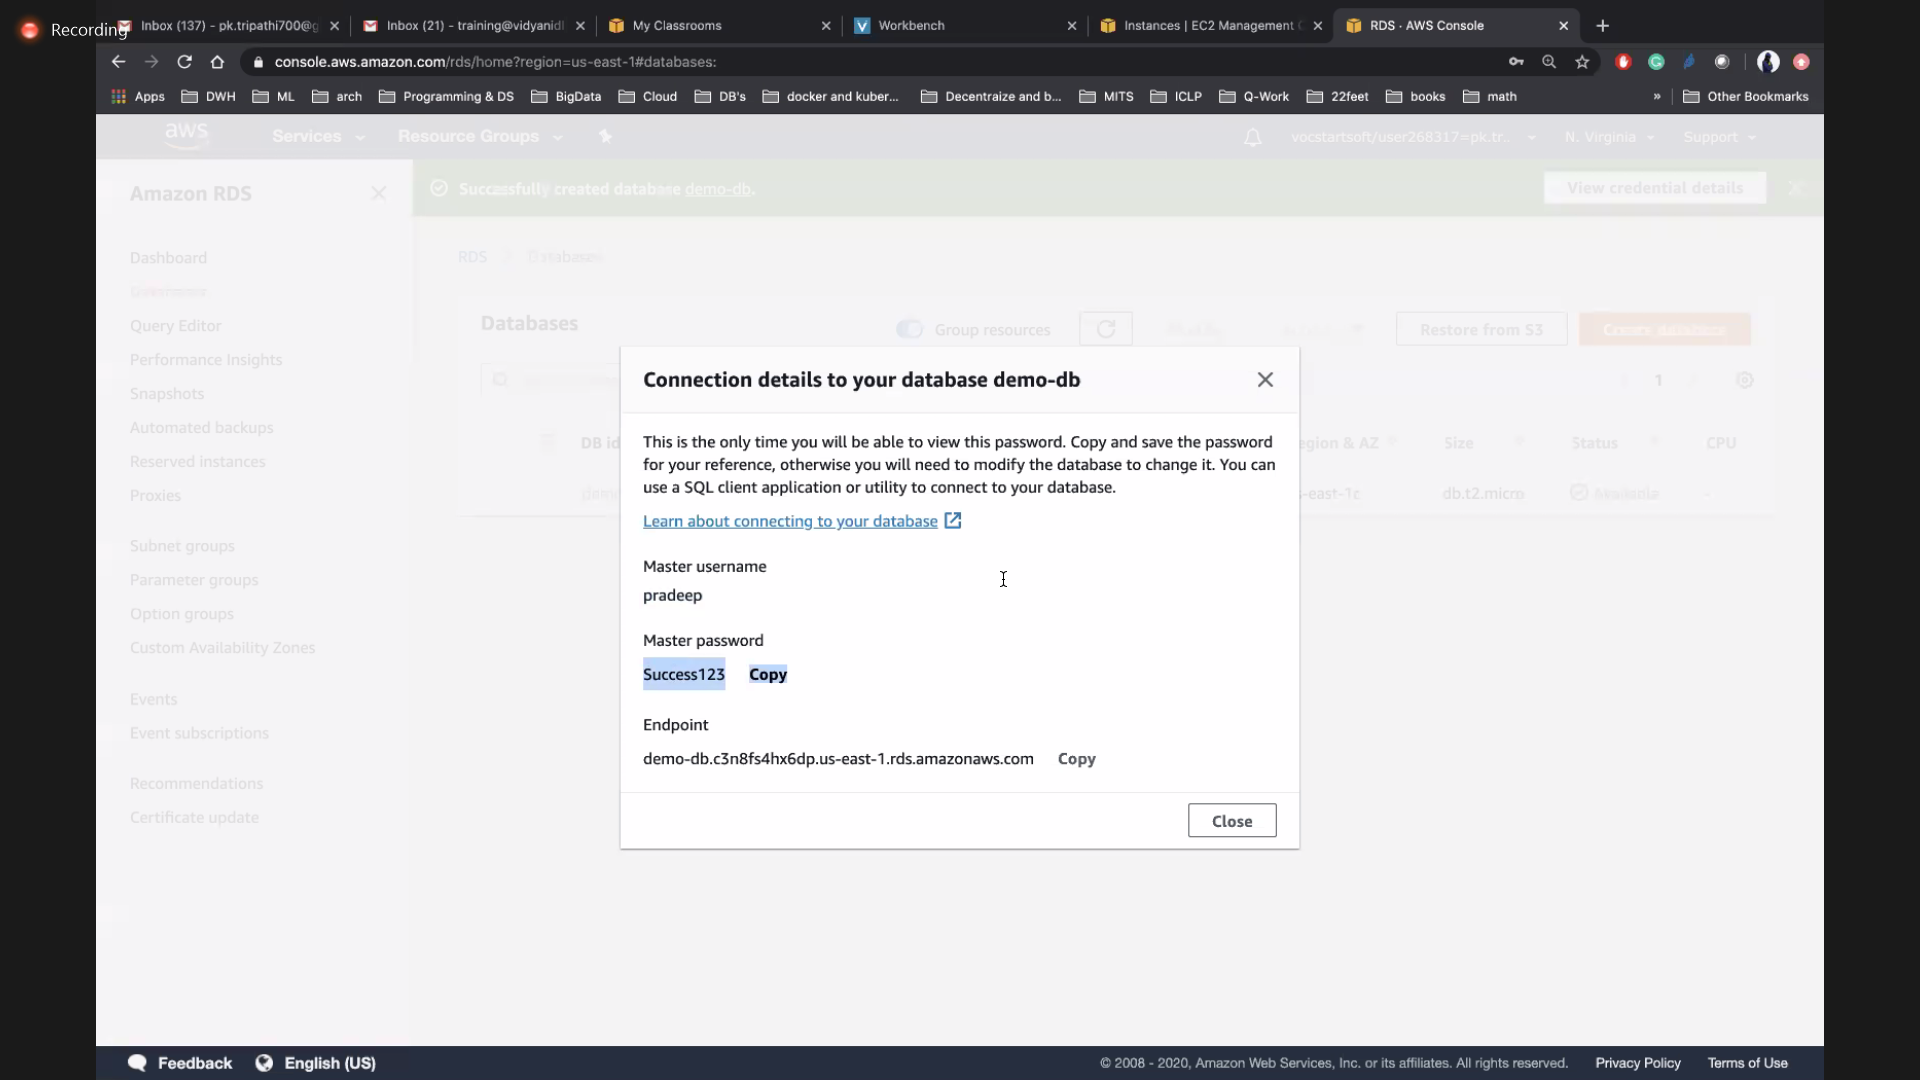 Recording
Inbox (137) - pk.tripathi700@g
Inbox (21) - training@vidyanidl
My Classrooms
Workbench
Instances | EC2 Management C
RDS · AWS Console
console.aws.amazon.com/rds/home?region=us-east-1#databases:
Apps
DWH
ML
arch
Programming & DS
BigData
Cloud
DB's
docker and kuber...
Decentraize and b...
MITS
ICLP
Q-Work
22feet
books
math
»
Other Bookmarks
aws
Services
Resource Groups
vocstartsoft/user268317=pk.tr...
N. Virginia
Support
Amazon RDS
Successfully created database demo-db.
View credential details
Dashboard
Query Editor
Performance Insights
Snapshots
Automated backups
Reserved instances
Proxies
Subnet groups
Parameter groups
Option groups
Custom Availability Zones
Events
Event subscriptions
Recommendations
Certificate update
RDS
Databases
Group resources
Restore from S3
Create database
1
DB id
egion & AZ
Size
Status
CPU
s-east-1c
db.t2.micro
Available
-
Connection details to your database demo-db
This is the only time you will be able to view this password. Copy and save the password
for your reference, otherwise you will need to modify the database to change it. You can
use a SQL client application or utility to connect to your database.
Learn about connecting to your database
Master username
pradeep
Master password
Success123 Copy
Endpoint
demo-db.c3n8fs4hx6dp.us-east-1.rds.amazonaws.com Copy
Close
Feedback
English (US)
© 2008 - 2020, Amazon Web Services, Inc. or its affiliates. All rights reserved.
Privacy Policy
Terms of Use